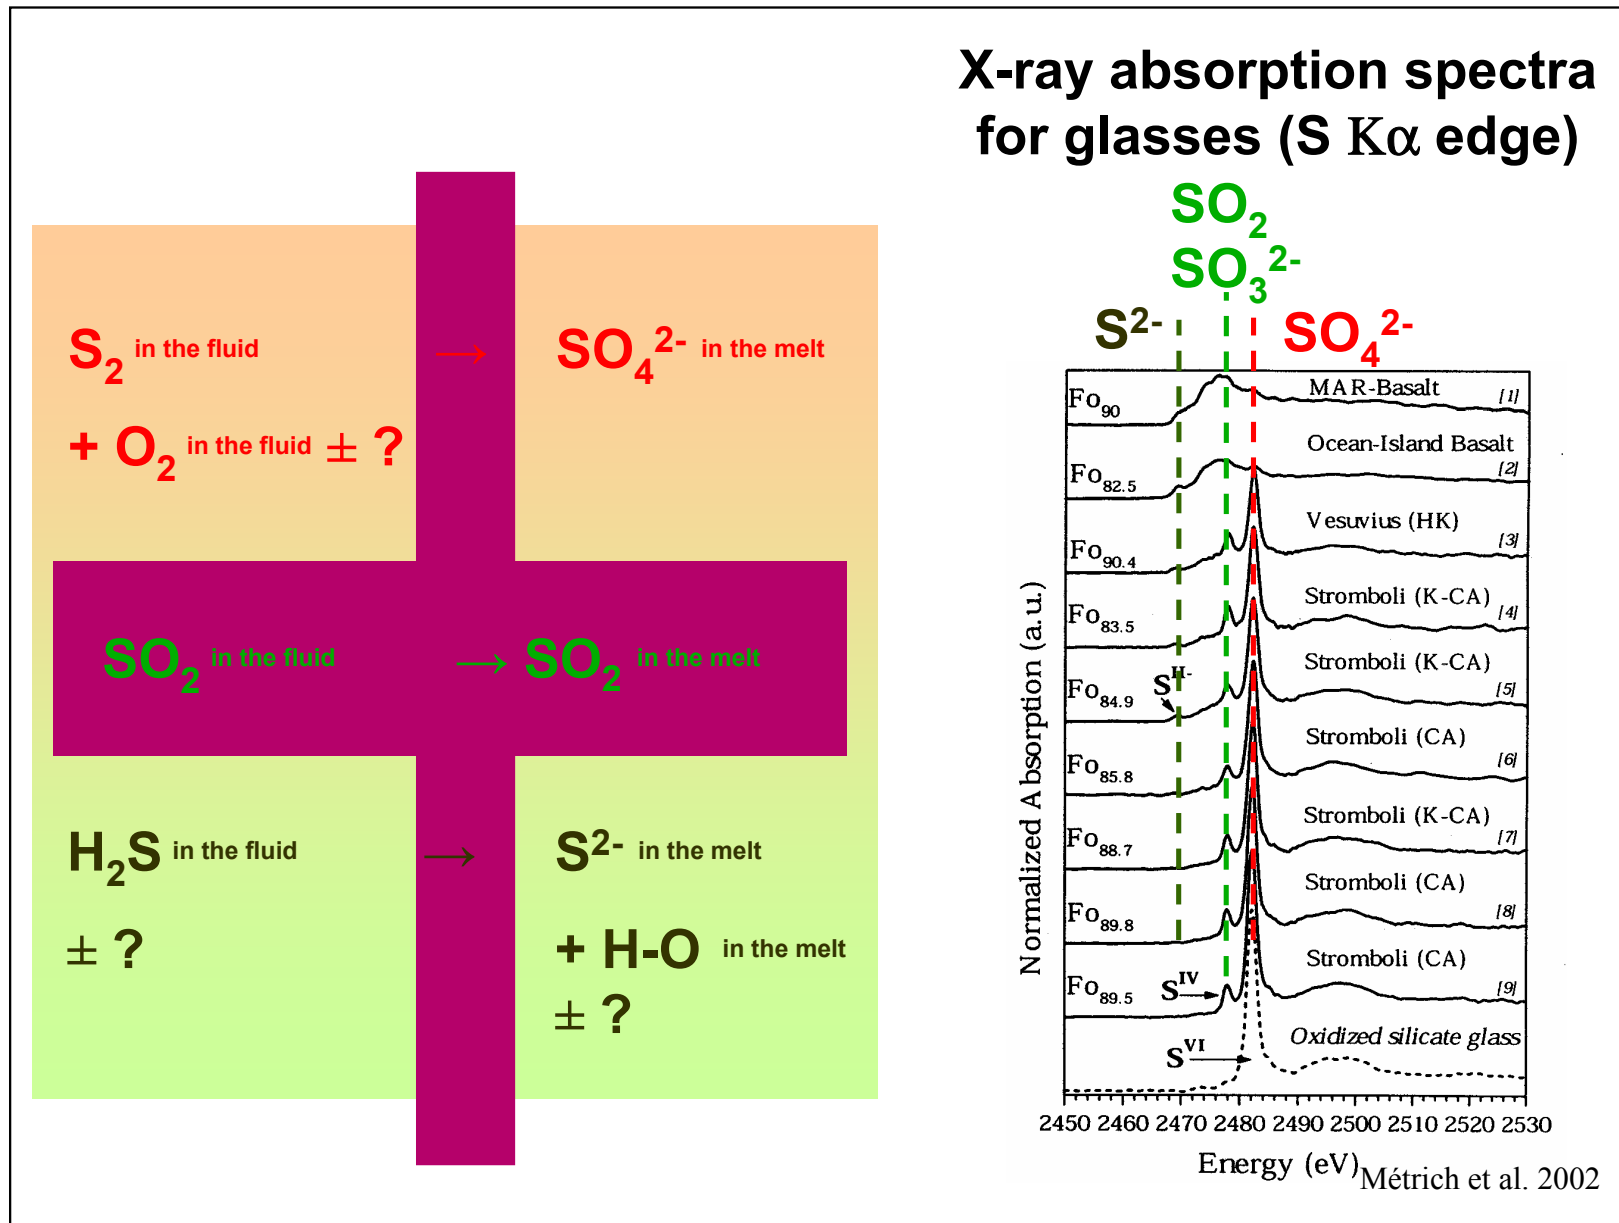 X-ray absorption spectra
for glasses (S Kα edge)
S₂ in the fluid → SO₄²⁻ in the melt
+ O₂ in the fluid ± ?
SO₂ in the fluid → SO₂ in the melt
H₂S in the fluid → S²⁻ in the melt
± ?
+ H-O in the melt
± ?
SO₂
SO₃²⁻
S²⁻
SO₄²⁻
Normalized Absorption (a.u.)
Fo₉₀ MAR-Basalt [1]
Fo₈₂.₅ Ocean-Island Basalt [2]
Fo₉₀.₄ Vesuvius (HK) [3]
Fo₈₃.₅ Stromboli (K-CA) [4]
Fo₈₄.₉ Stromboli (K-CA) [5]
Sᴴ⁻
Fo₈₅.₈ Stromboli (CA) [6]
Fo₈₈.₇ Stromboli (K-CA) [7]
Fo₈₉.₈ Stromboli (CA) [8]
Fo₈₉.₅ Stromboli (CA) [9]
Sᴵⱽ
Oxidized silicate glass
Sⱽᴵ
2450 2460 2470 2480 2490 2500 2510 2520 2530
Energy (eV)
Métrich et al. 2002